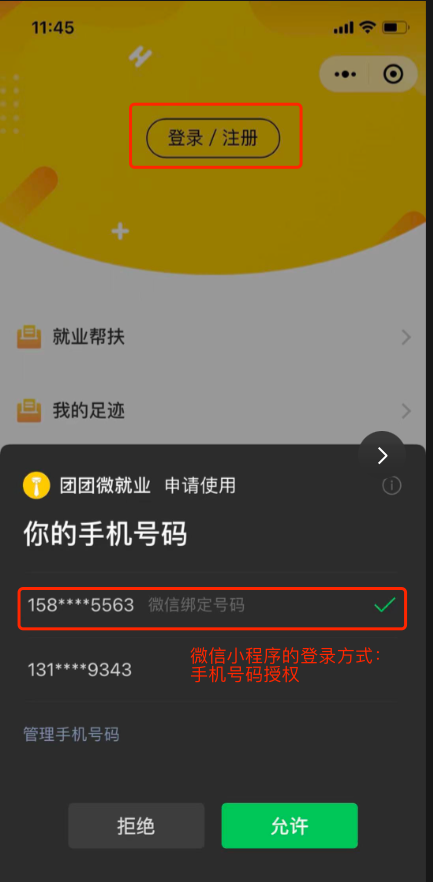 11:45
登录 / 注册
就业帮扶
我的足迹
团团微就业 申请使用
你的手机号码
158****5563 微信绑定号码
131****9343
微信小程序的登录方式：
手机号码授权
管理手机号码
拒绝 允许